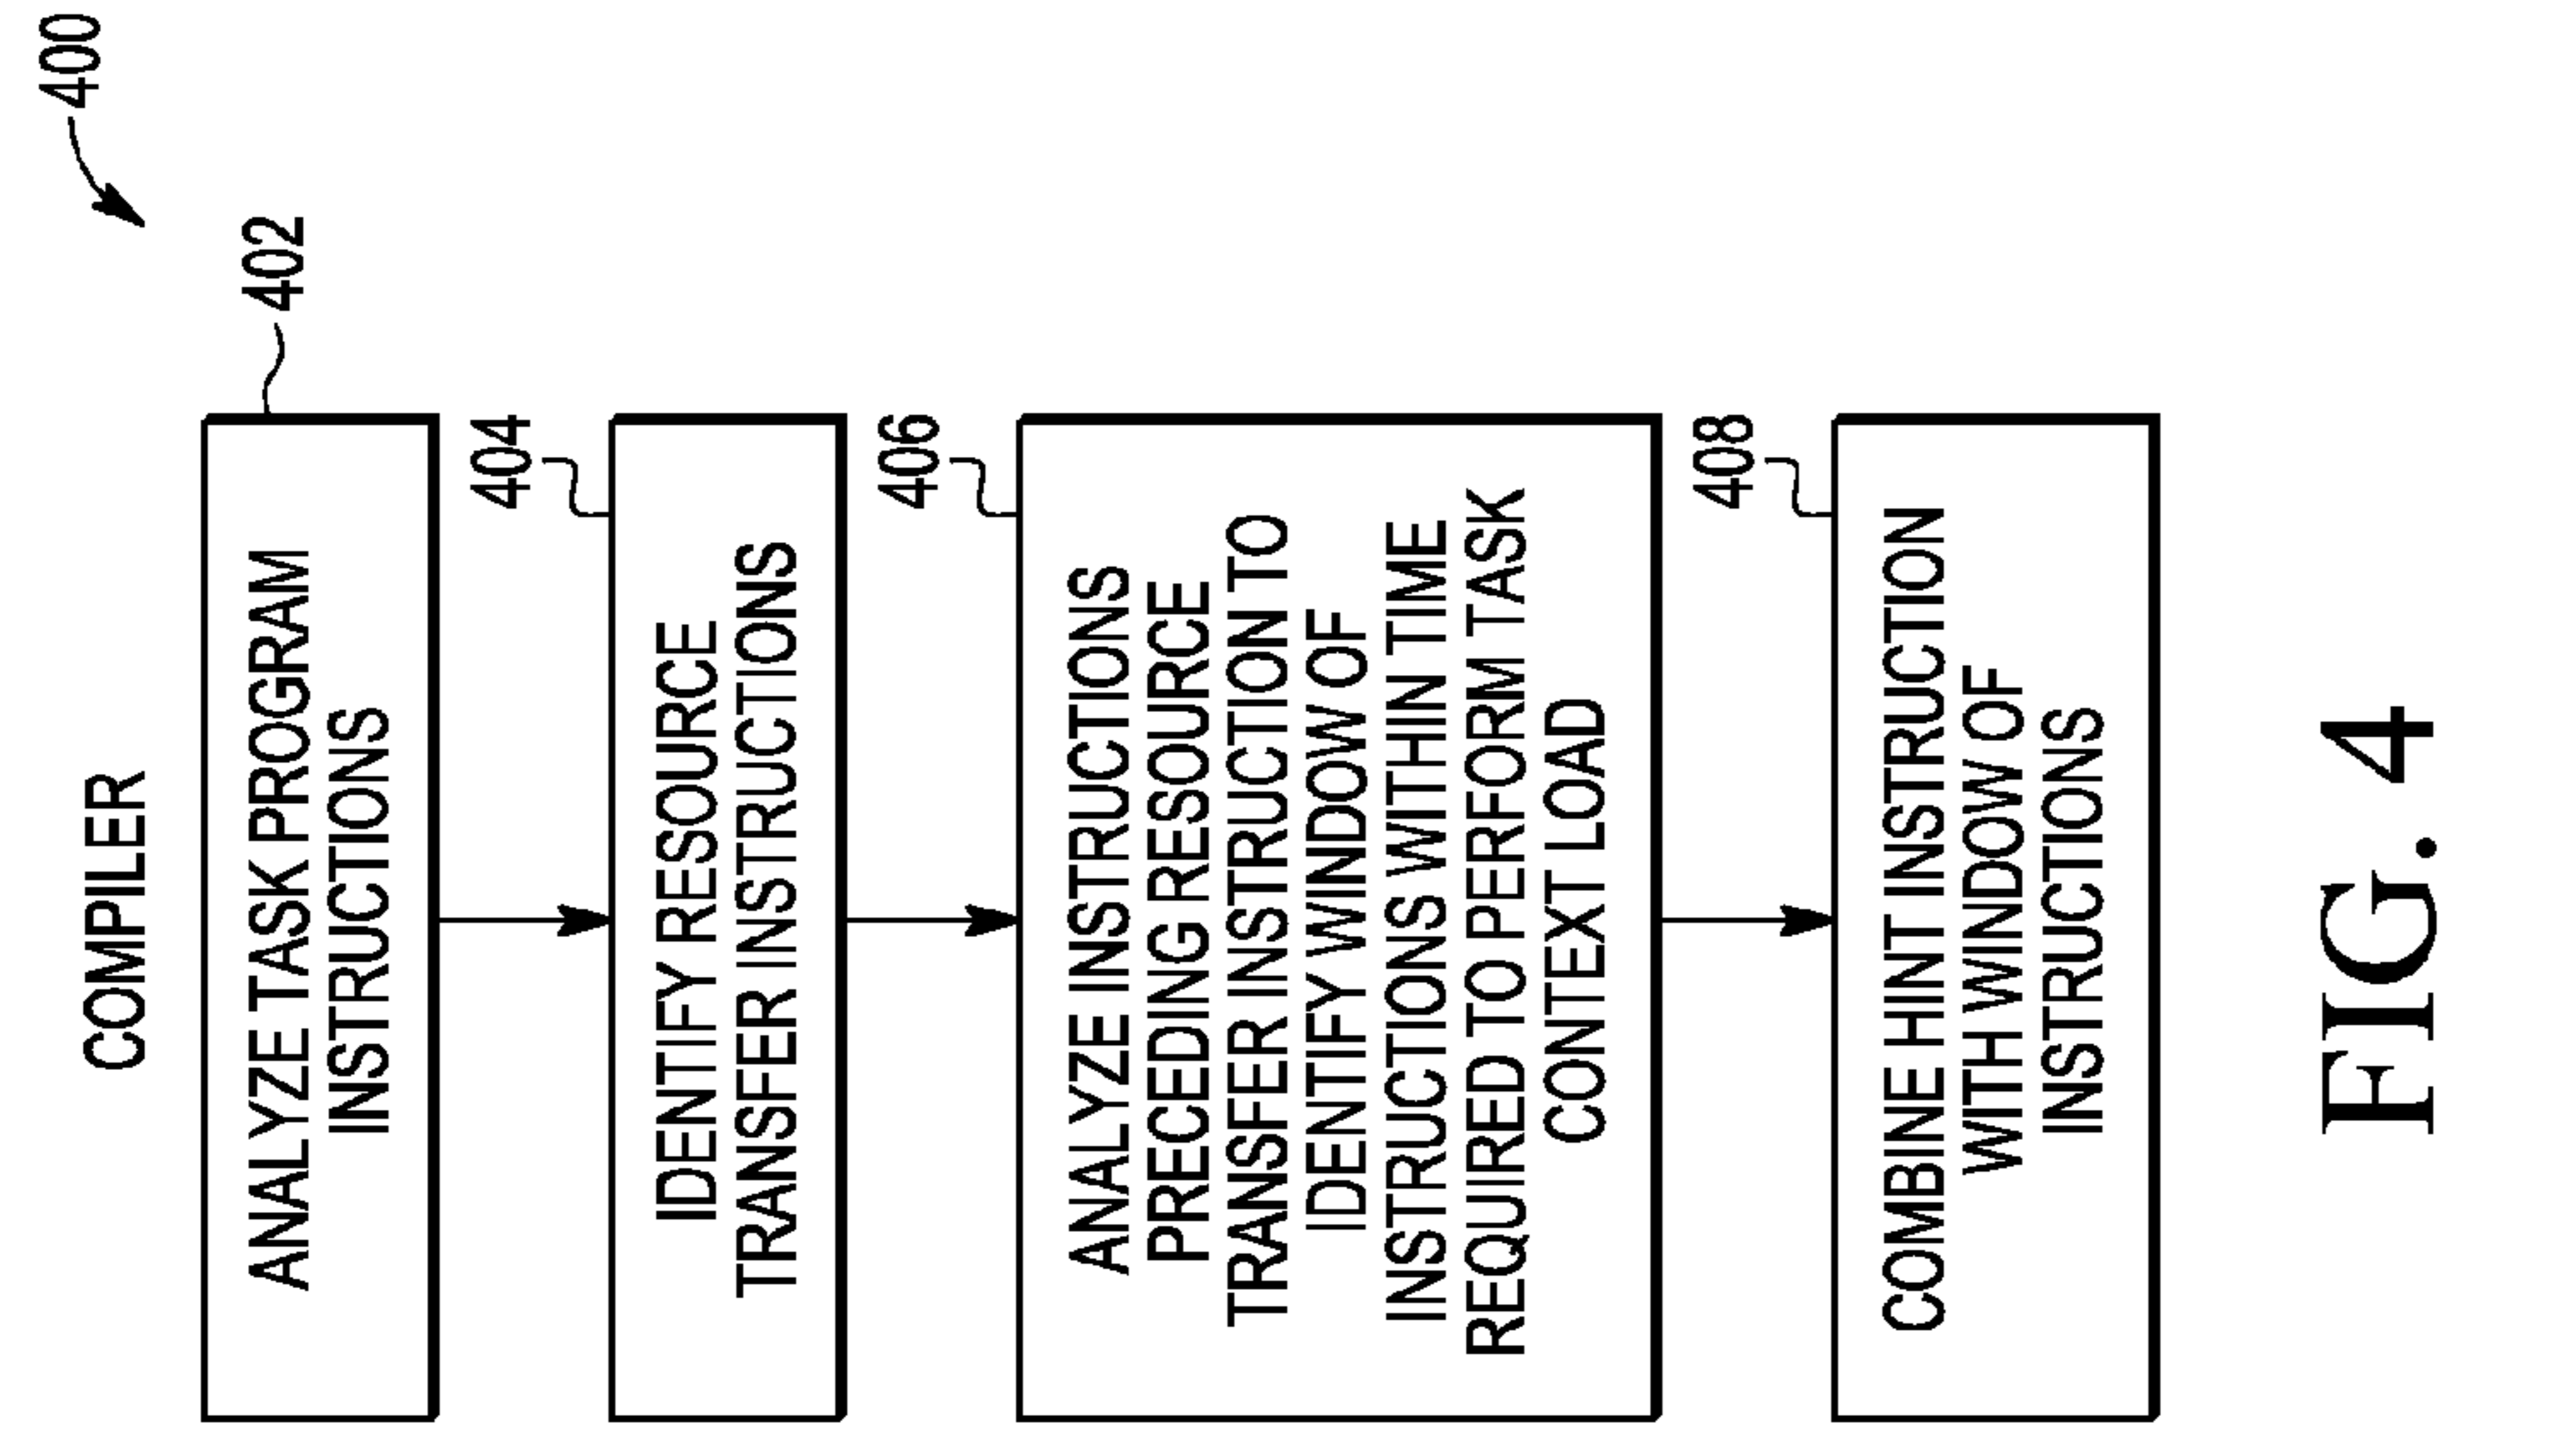 400
COMPILER
402
ANALYZE TASK PROGRAM
INSTRUCTIONS
404
IDENTIFY RESOURCE
TRANSFER INSTRUCTIONS
406
ANALYZE INSTRUCTIONS
PRECEDING RESOURCE
TRANSFER INSTRUCTION TO
IDENTIFY WINDOW OF
INSTRUCTIONS WITHIN TIME
REQUIRED TO PERFORM TASK
CONTEXT LOAD
408
COMBINE HINT INSTRUCTION
WITH WINDOW OF
INSTRUCTIONS
FIG. 4